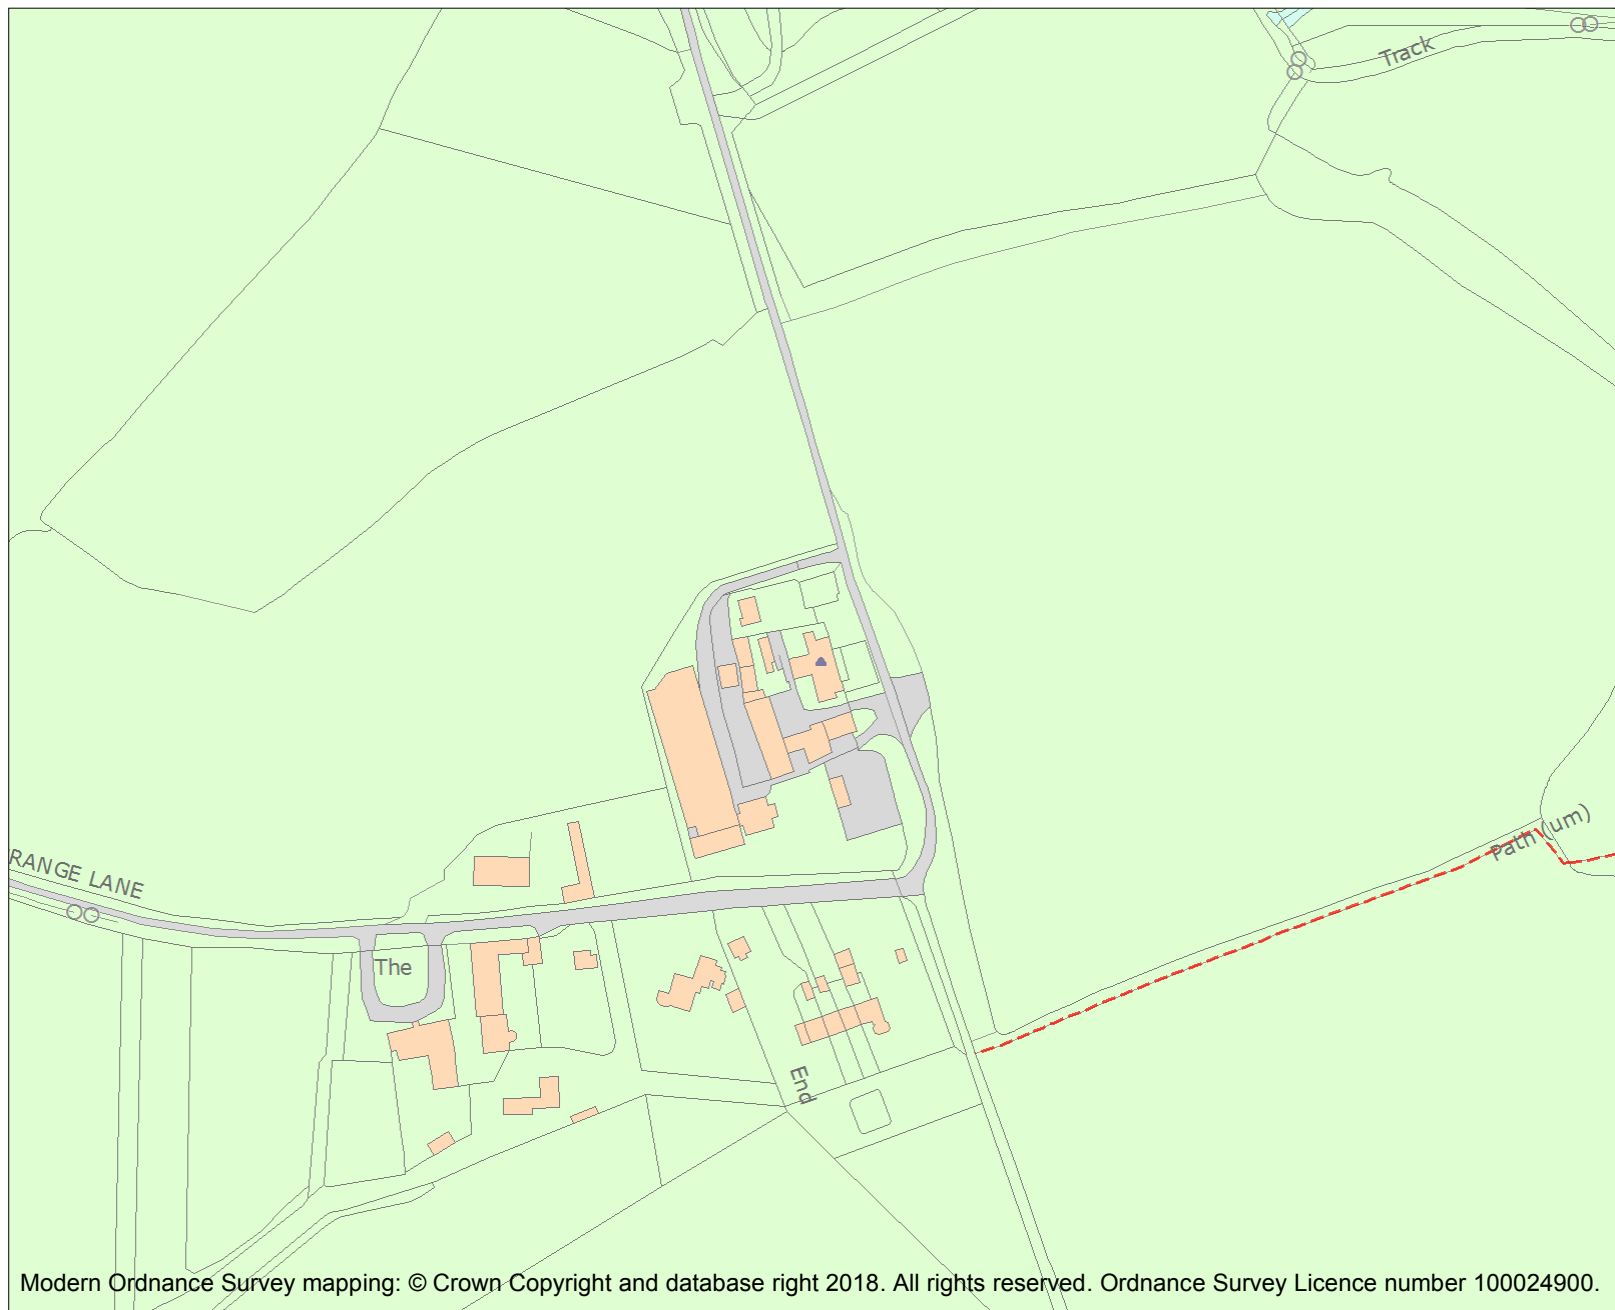 Track
Path (um)
RANGE LANE
The
End
Modern Ordnance Survey mapping: © Crown Copyright and database right 2018. All rights reserved. Ordnance Survey Licence number 100024900.